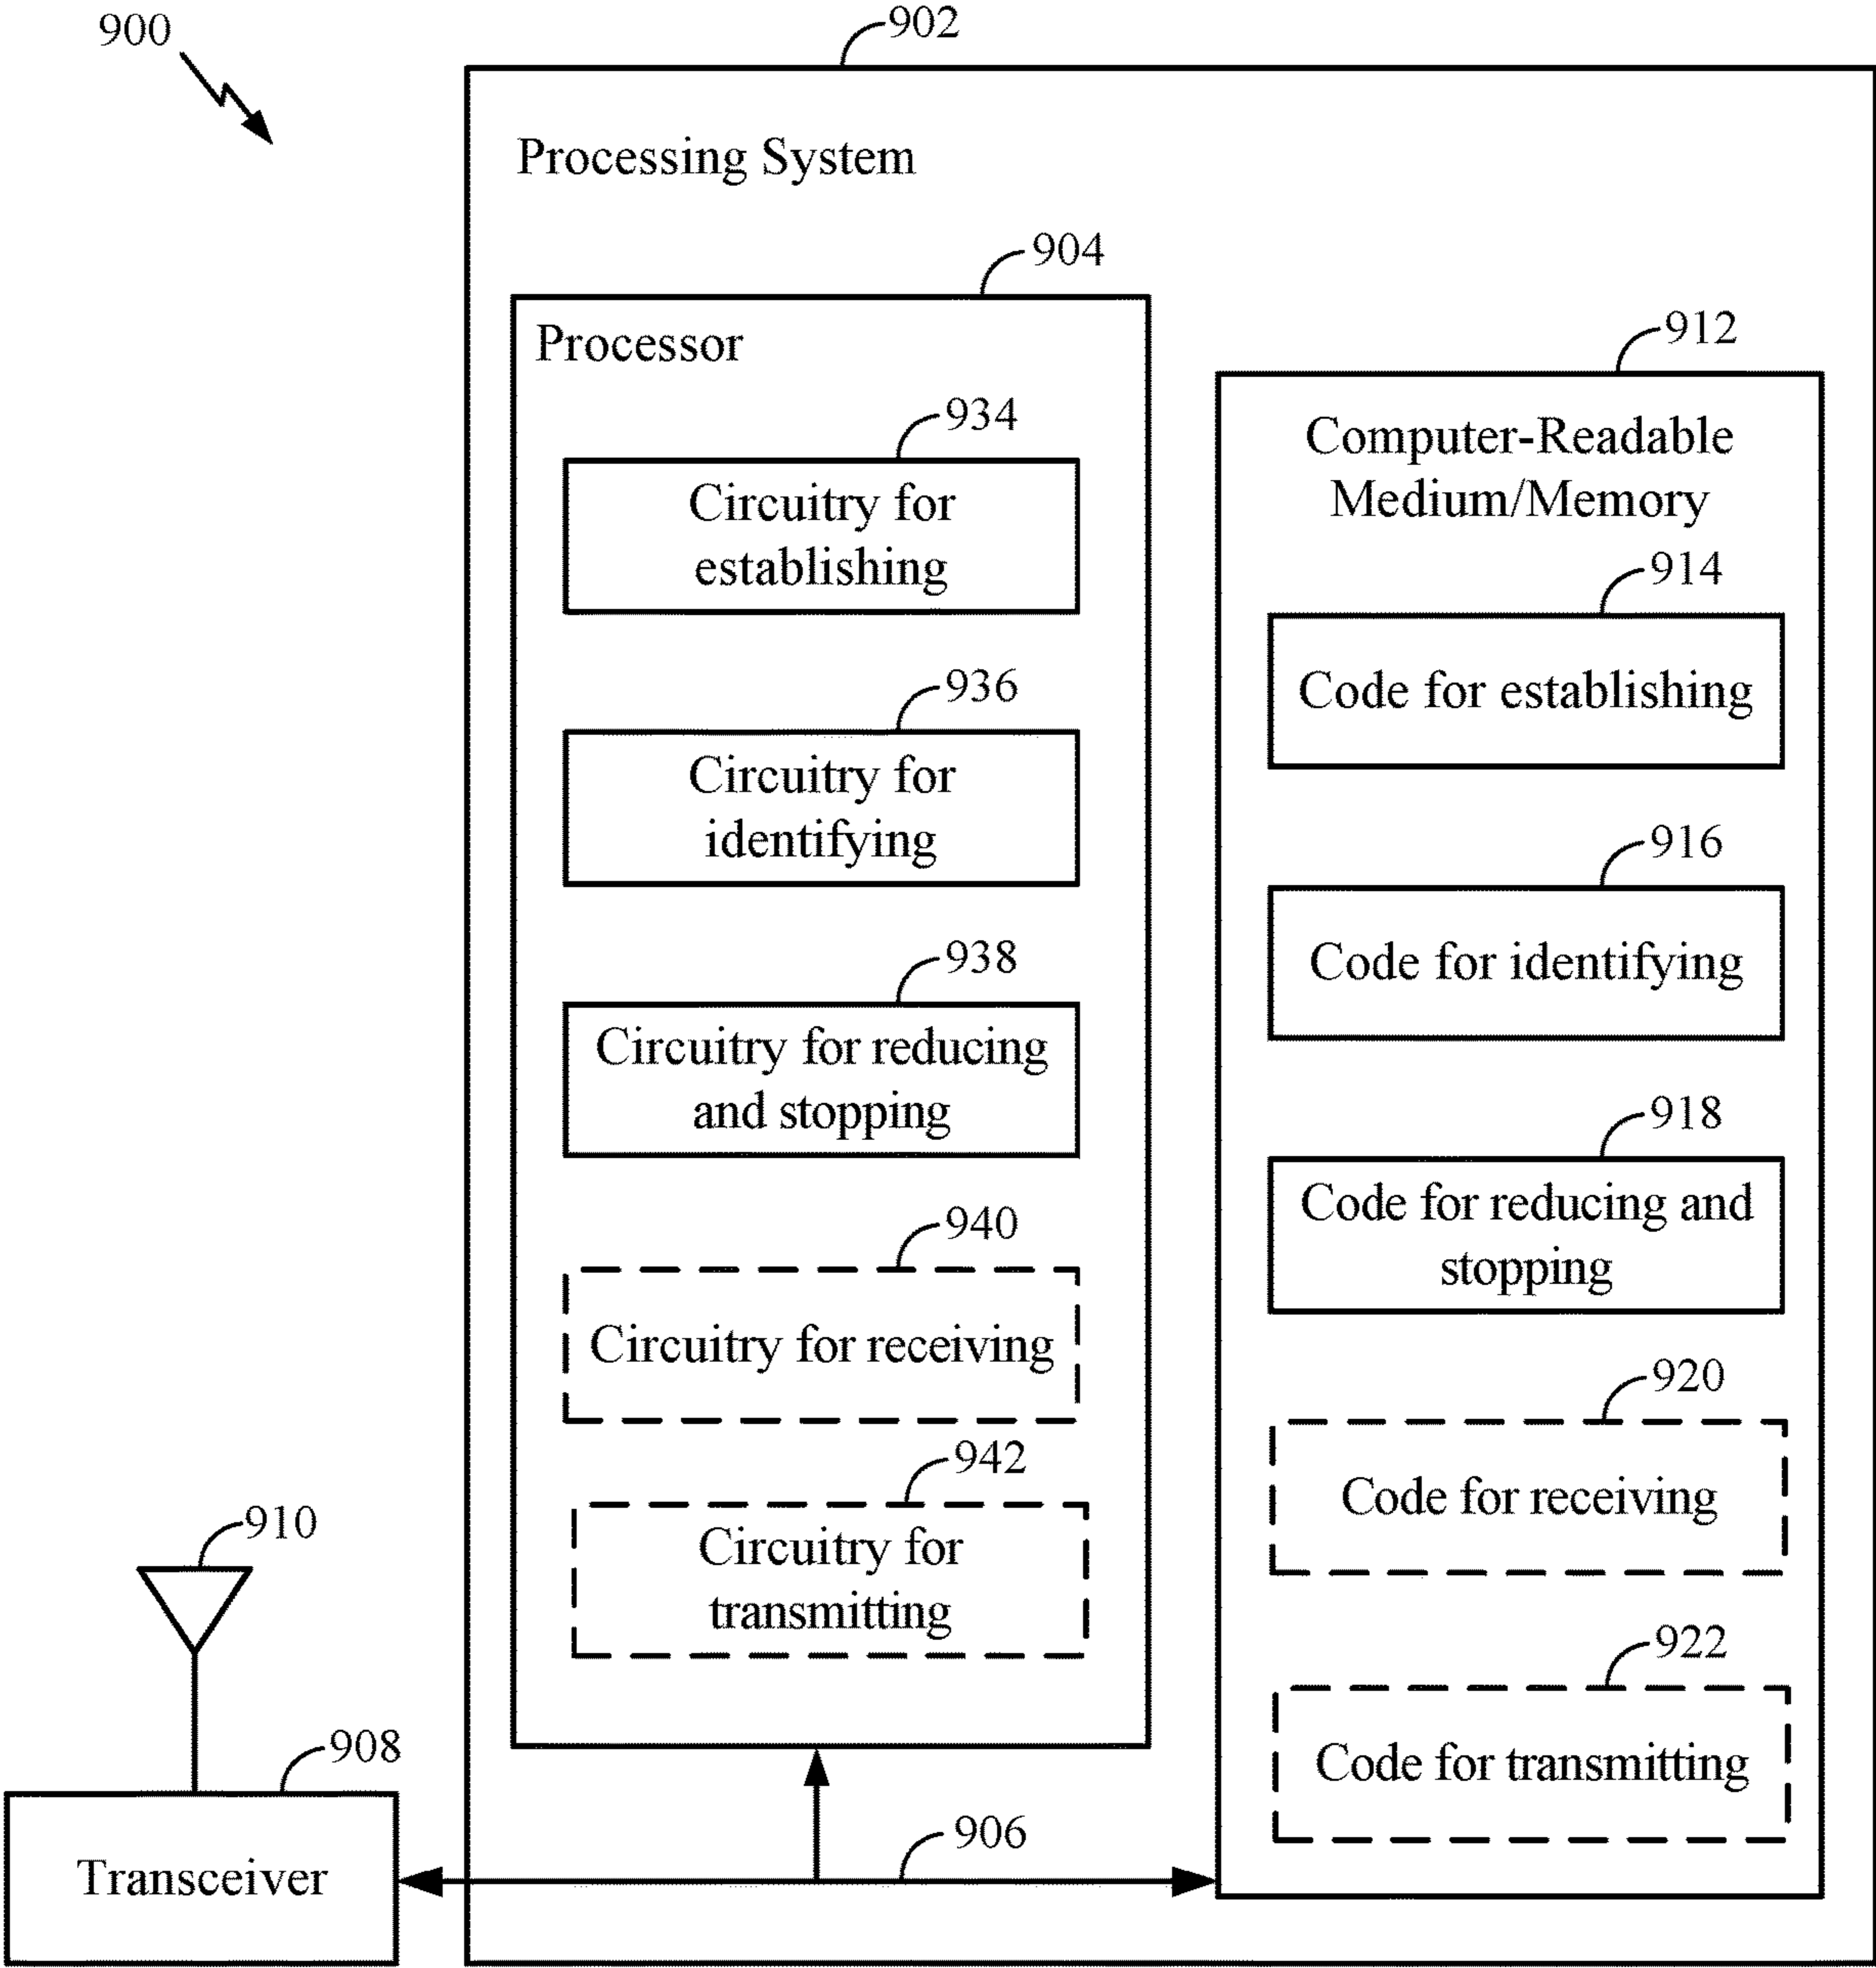 900
902
Processing System
904
Processor
934
Circuitry for
establishing
936
Circuitry for
identifying
938
Circuitry for reducing
and stopping
940
Circuitry for receiving
942
Circuitry for
transmitting
912
Computer-Readable
Medium/Memory
914
Code for establishing
916
Code for identifying
918
Code for reducing and
stopping
920
Code for receiving
922
Code for transmitting
910
908
Transceiver
906